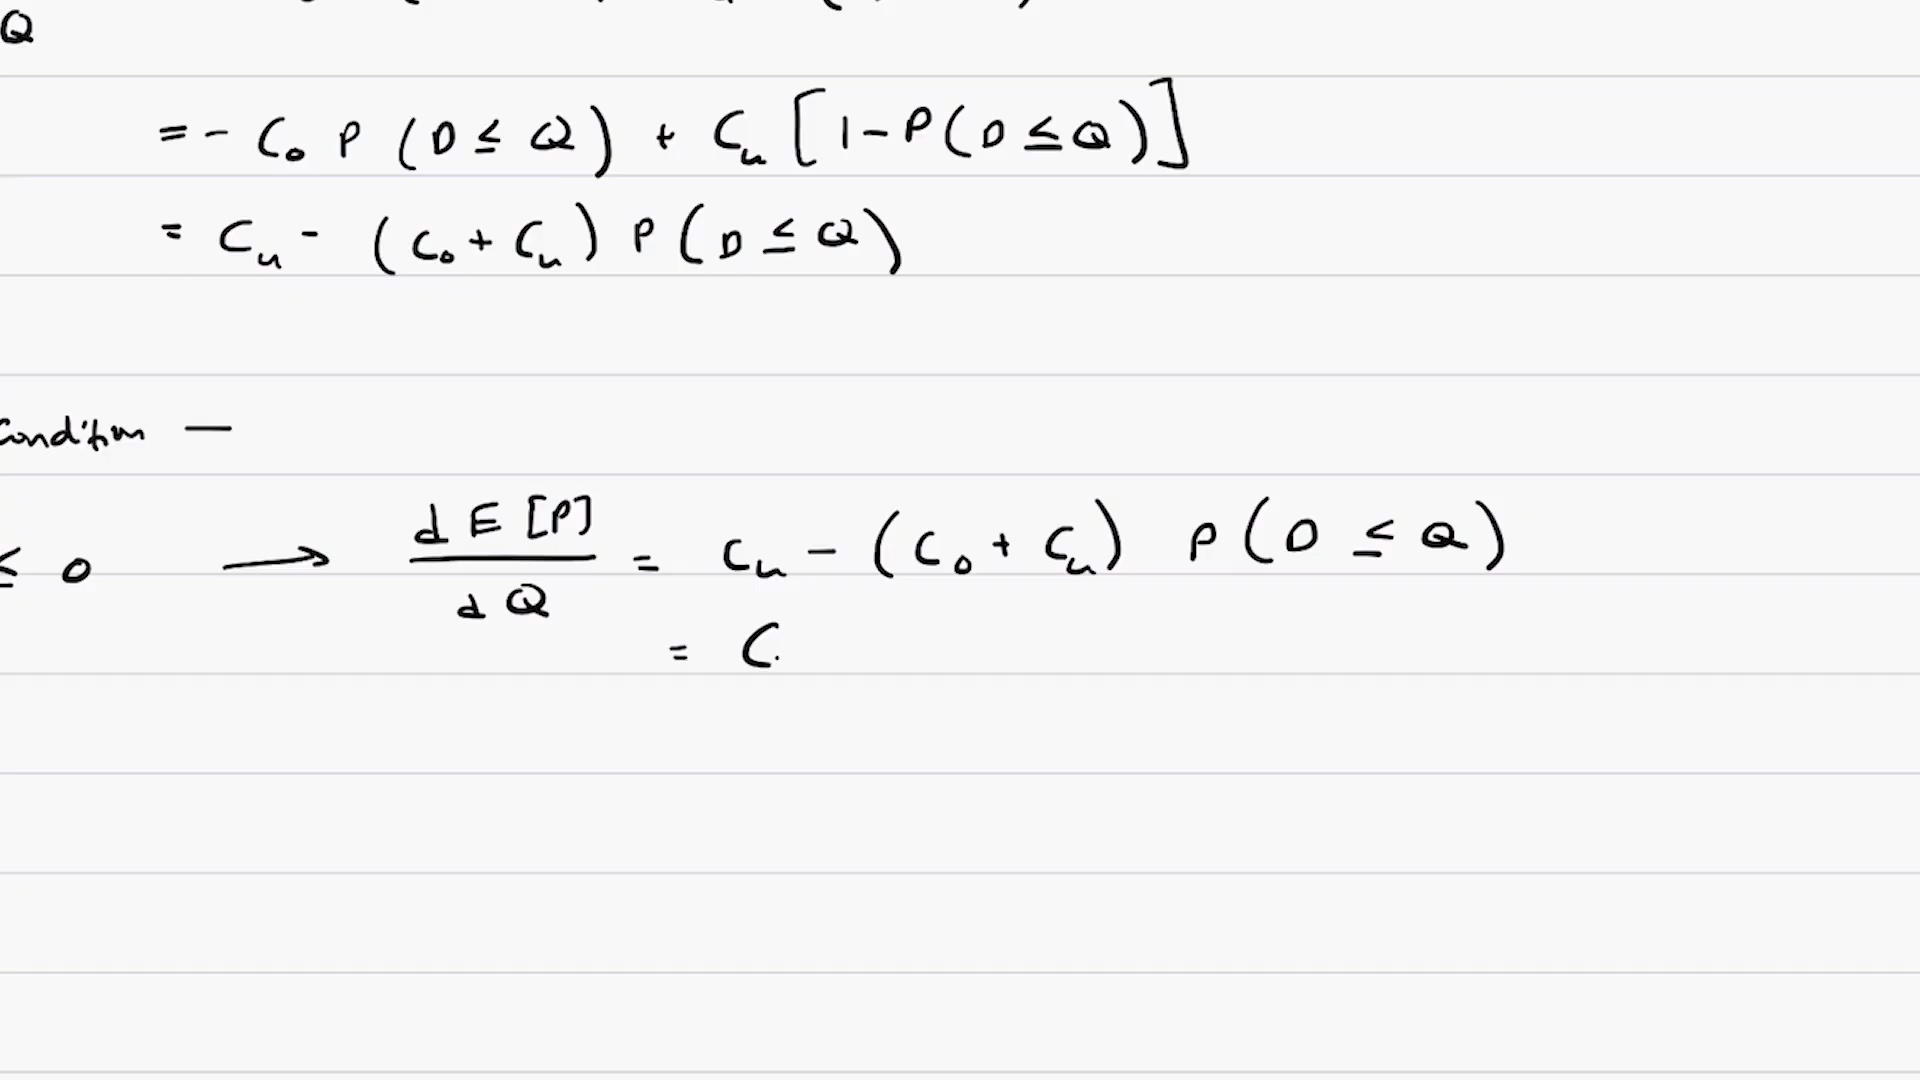 Q
= - C₀ P (D ≤ Q) + Cᵤ [1 - P(D ≤ Q)]
= Cᵤ - (C₀ + Cᵤ) P (D ≤ Q)
Condition —
≤ 0 → d E [P] / d Q = Cᵤ - (C₀ + Cᵤ) P (D ≤ Q)
= C